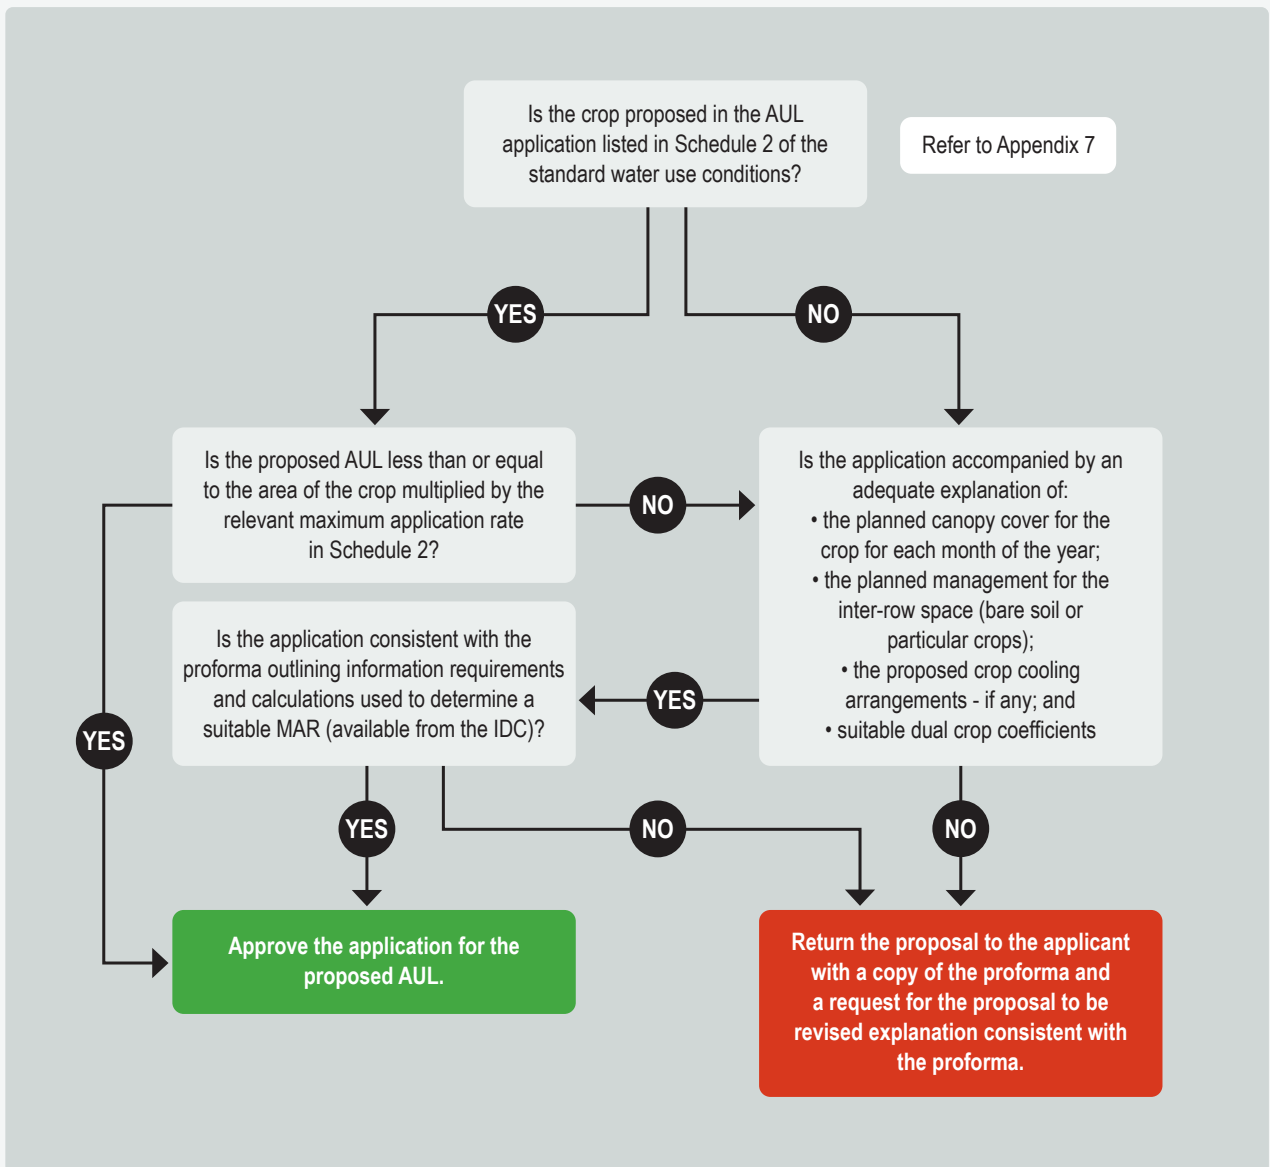 Is the crop proposed in the AUL
application listed in Schedule 2 of the
standard water use conditions?
Refer to Appendix 7
YES
NO
Is the proposed AUL less than or equal
to the area of the crop multiplied by the
relevant maximum application rate
in Schedule 2?
NO
Is the application accompanied by an
adequate explanation of:
• the planned canopy cover for the
crop for each month of the year;
• the planned management for the
inter-row space (bare soil or
particular crops);
• the proposed crop cooling
arrangements - if any; and
• suitable dual crop coefficients
Is the application consistent with the
proforma outlining information requirements
and calculations used to determine a
suitable MAR (available from the IDC)?
YES
YES
YES
NO
NO
Approve the application for the
proposed AUL.
Return the proposal to the applicant
with a copy of the proforma and
a request for the proposal to be
revised explanation consistent with
the proforma.